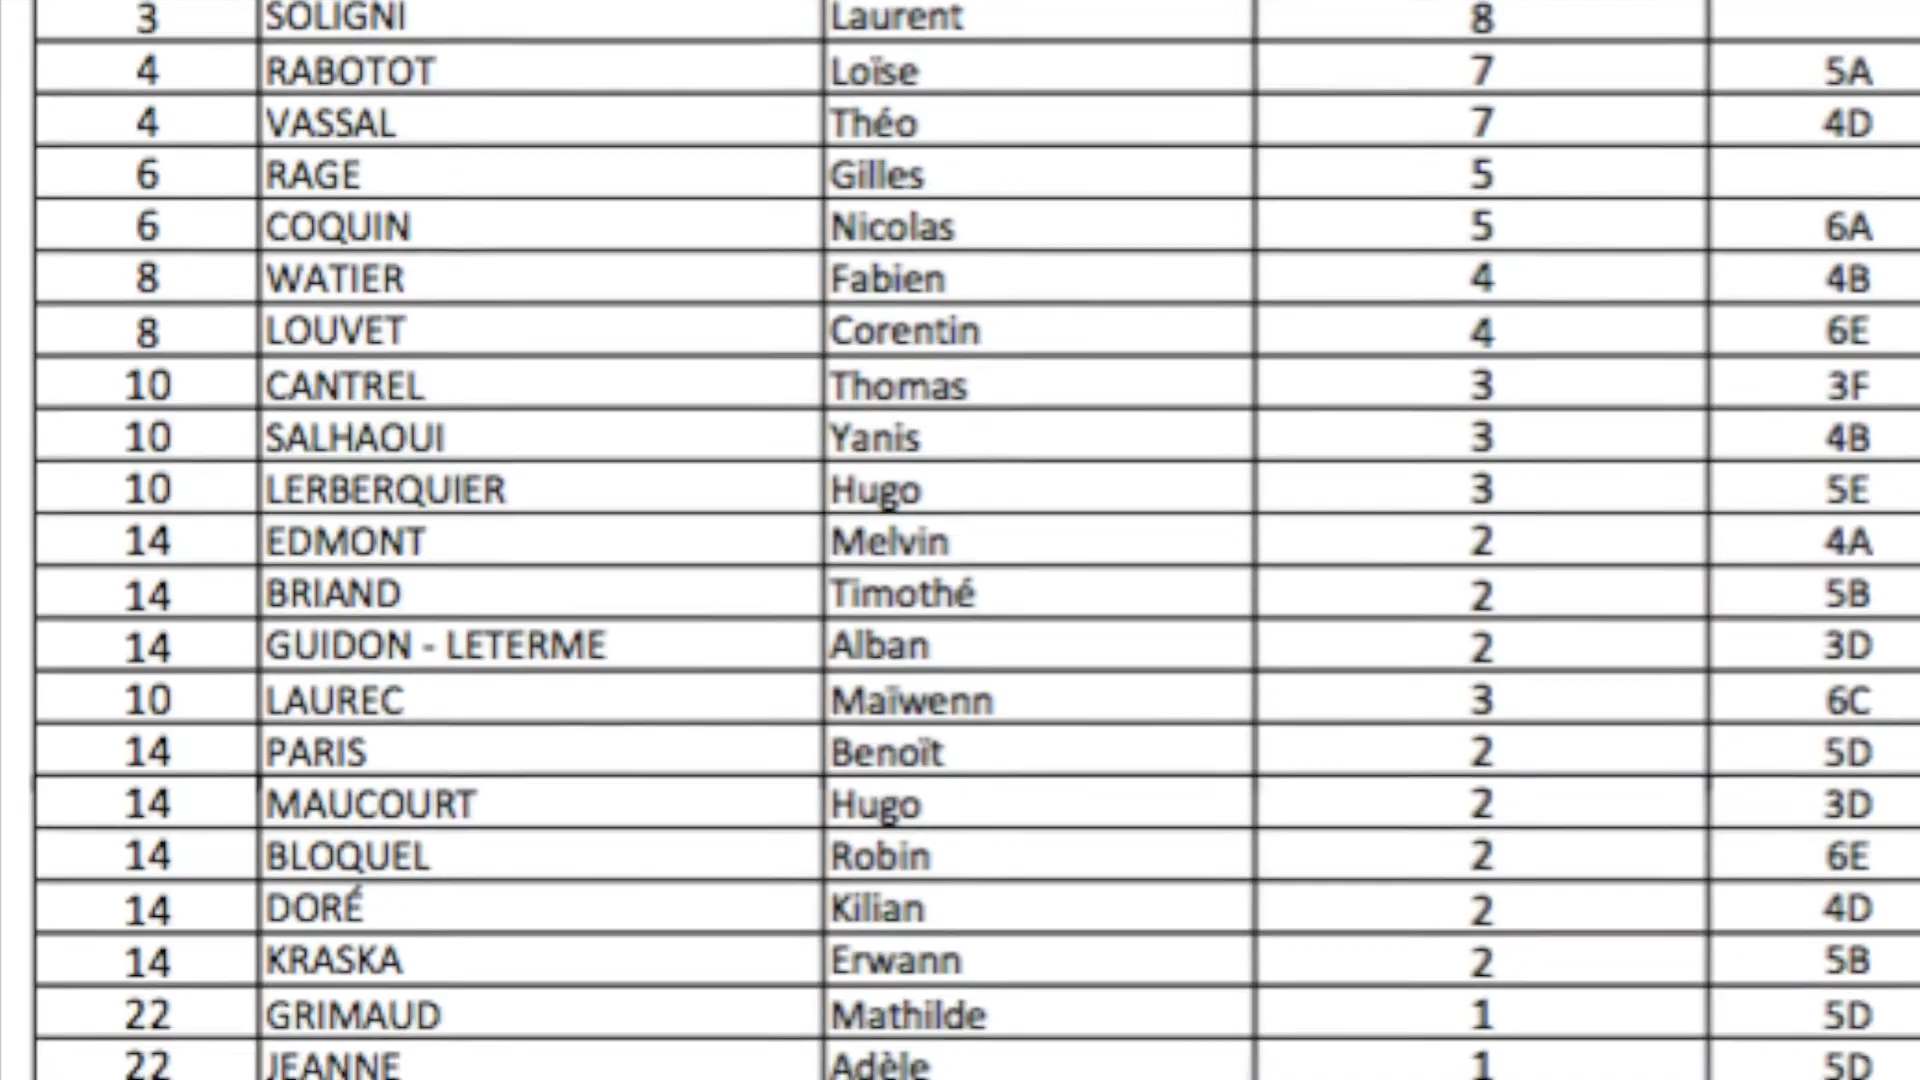 3 SOLIGNI Laurent 8
4 RABOTOT Loïse 7 5A
4 VASSAL Théo 7 4D
6 RAGE Gilles 5
6 COQUIN Nicolas 5 6A
8 WATIER Fabien 4 4B
8 LOUVET Corentin 4 6E
10 CANTREL Thomas 3 3F
10 SALHAOUI Yanis 3 4B
10 LERBERQUIER Hugo 3 5E
14 EDMONT Melvin 2 4A
14 BRIAND Timothé 2 5B
14 GUIDON - LETERME Alban 2 3D
10 LAUREC Maïwenn 3 6C
14 PARIS Benoït 2 5D
14 MAUCOURT Hugo 2 3D
14 BLOQUEL Robin 2 6E
14 DORÉ Kilian 2 4D
14 KRASKA Erwann 2 5B
22 GRIMAUD Mathilde 1 5D
22 JEANNE Adèle 1 5D